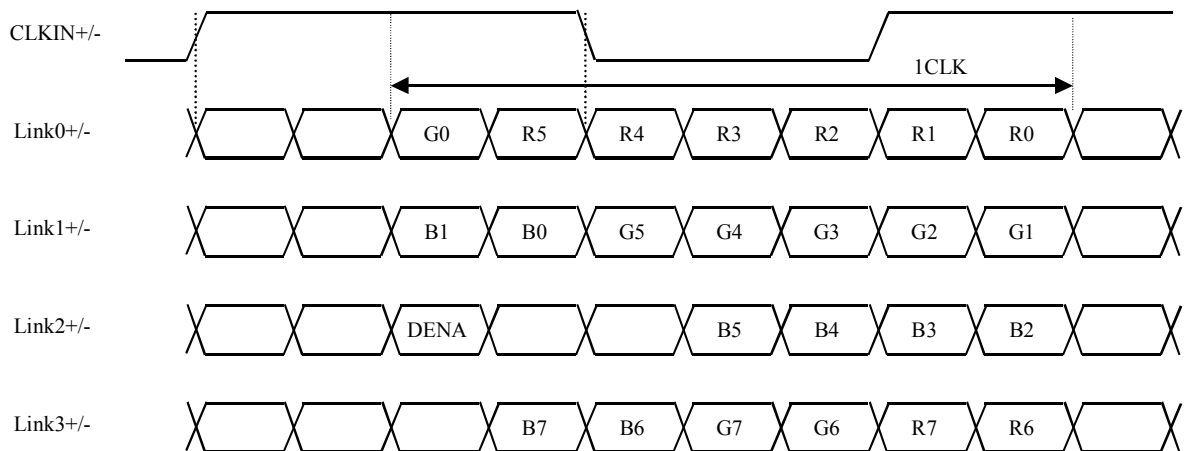 CLKIN+/-
1CLK
Link0+/- G0 R5 R4 R3 R2 R1 R0
Link1+/- B1 B0 G5 G4 G3 G2 G1
Link2+/- DENA B5 B4 B3 B2
Link3+/- B7 B6 G7 G6 R7 R6